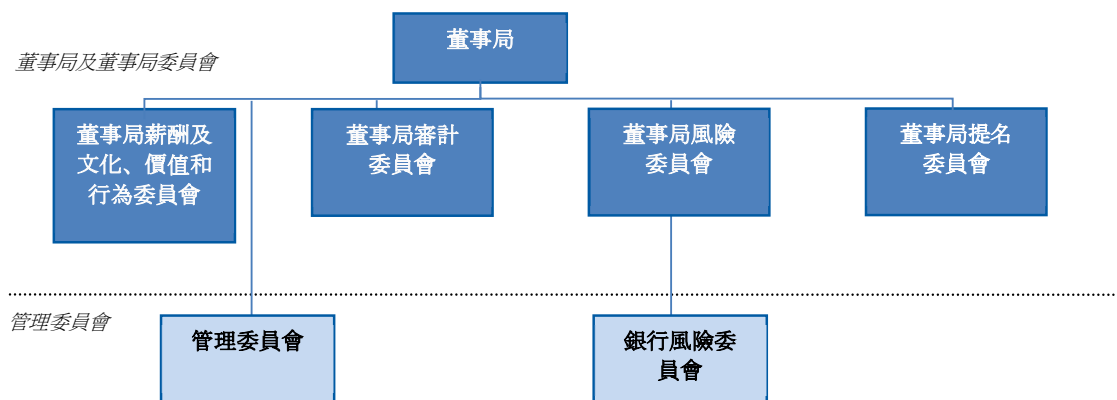 董事局
董事局及董事局委員會
董事局薪酬及
文化、價值和
行為委員會
董事局審計
委員會
董事局風險
委員會
董事局提名
委員會
管理委員會
管理委員會
銀行風險委
員會